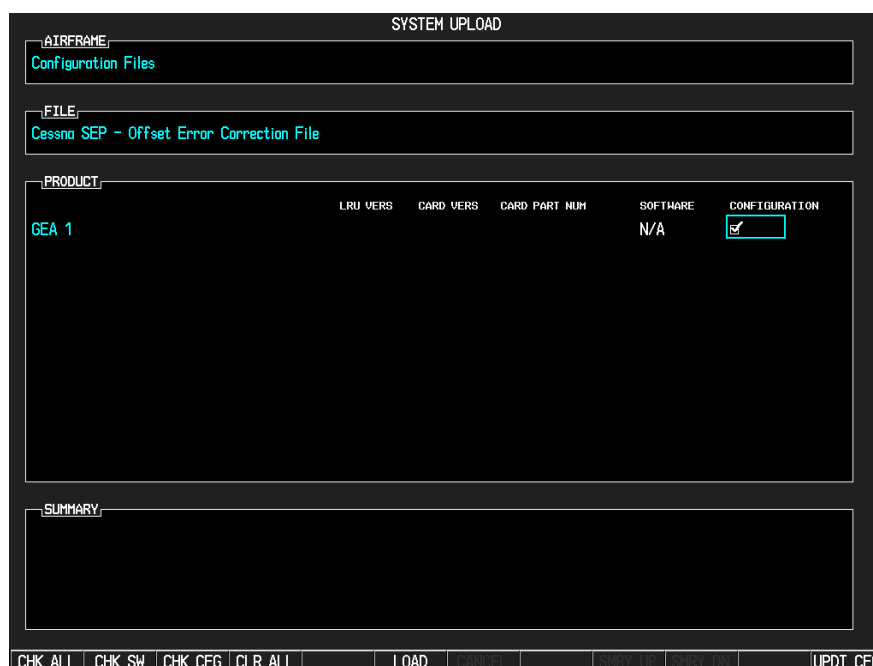 SYSTEM UPLOAD
AIRFRAME
Configuration Files
FILE
Cessna SEP - Offset Error Correction File
PRODUCT
LRU VERS CARD VERS CARD PART NUM SOFTWARE CONFIGURATION
GEA 1 N/A
SUMMARY
CHK ALL CHK SW CHK CFG CLR ALL LOAD CANCEL SMRY UP SMRY DN UPDT CF